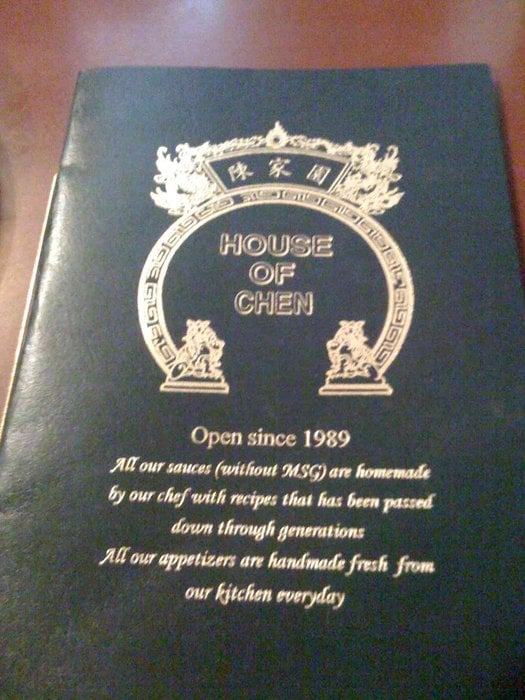 陳家園
HOUSE
OF
CHEN
Open since 1989
All our sauces (without MSG) are homemade
by our chef with recipes that has been passed
down through generations
All our appetizers are handmade fresh from
our kitchen everyday